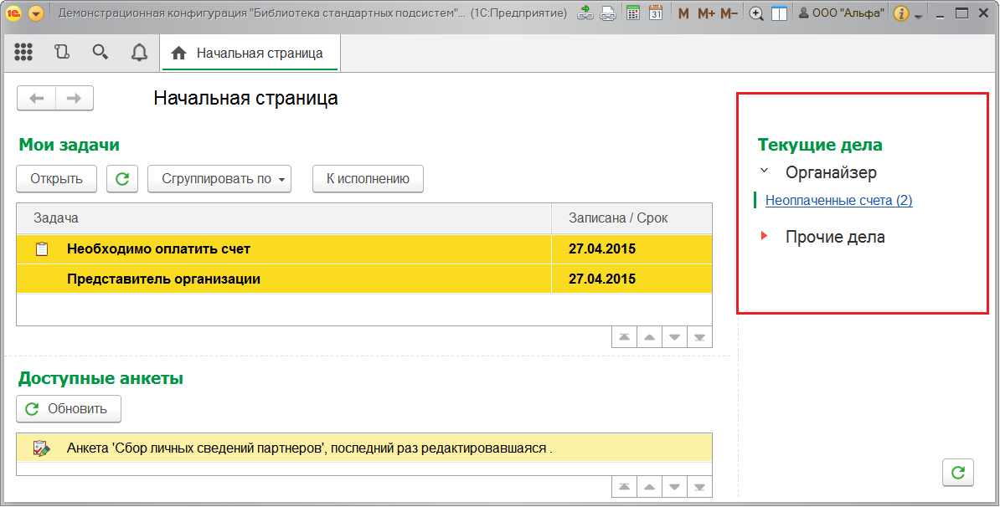 1С Демонстрационная конфигурация "Библиотека стандартных подсистем"... (1С:Предприятие) 31 M M+ M− ООО "Альфа" i
Начальная страница
Начальная страница
Мои задачи
Открыть Сгруппировать по К исполнению
Задача Записана / Срок
Необходимо оплатить счет 27.04.2015
Представитель организации 27.04.2015
Доступные анкеты
Обновить
Анкета 'Сбор личных сведений партнеров', последний раз редактировавшаяся .
Текущие дела
Органайзер
Неоплаченные счета (2)
Прочие дела